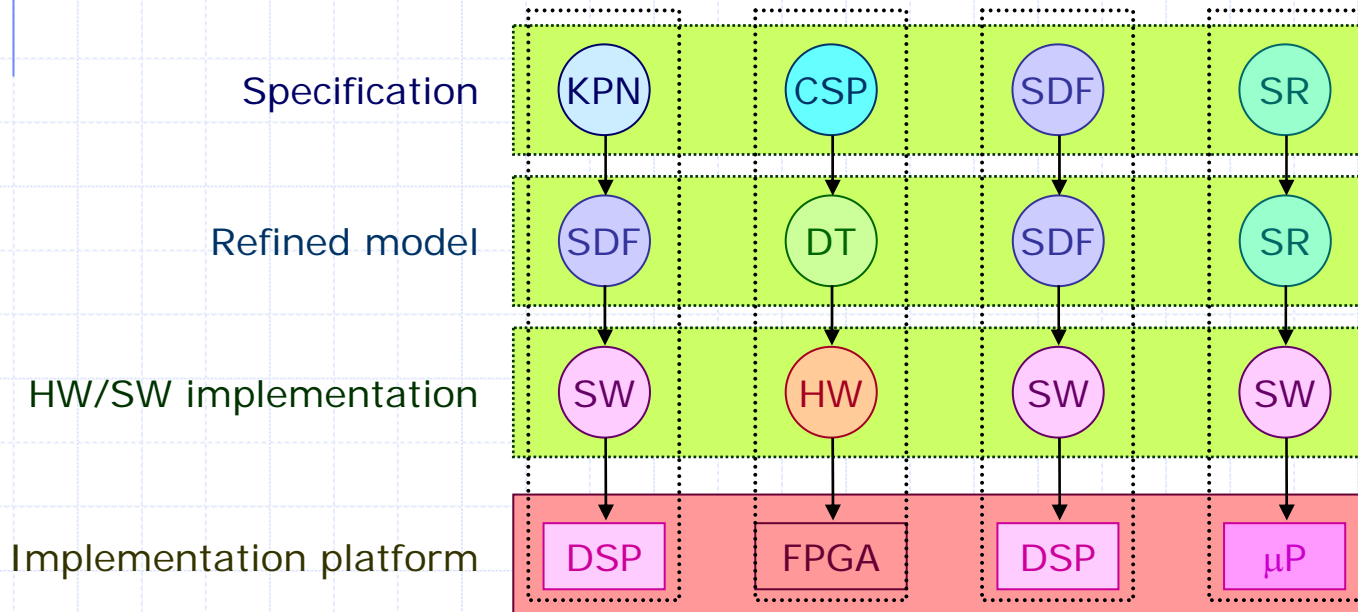 Specification KPN CSP SDF SR
Refined model SDF DT SDF SR
HW/SW implementation SW HW SW SW
Implementation platform DSP FPGA DSP μP